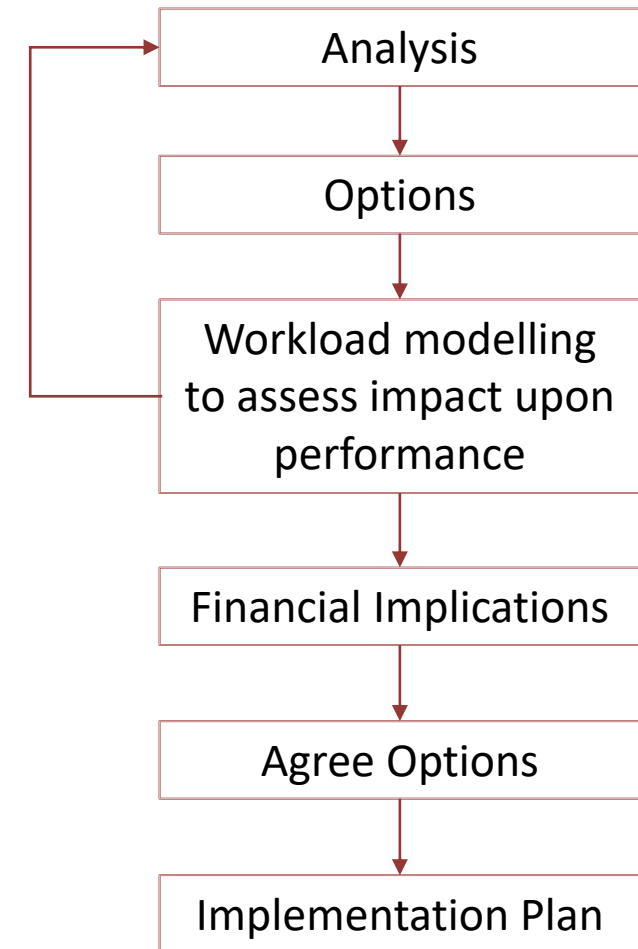 Analysis
Options
Workload modelling
to assess impact upon
performance
Financial Implications
Agree Options
Implementation Plan